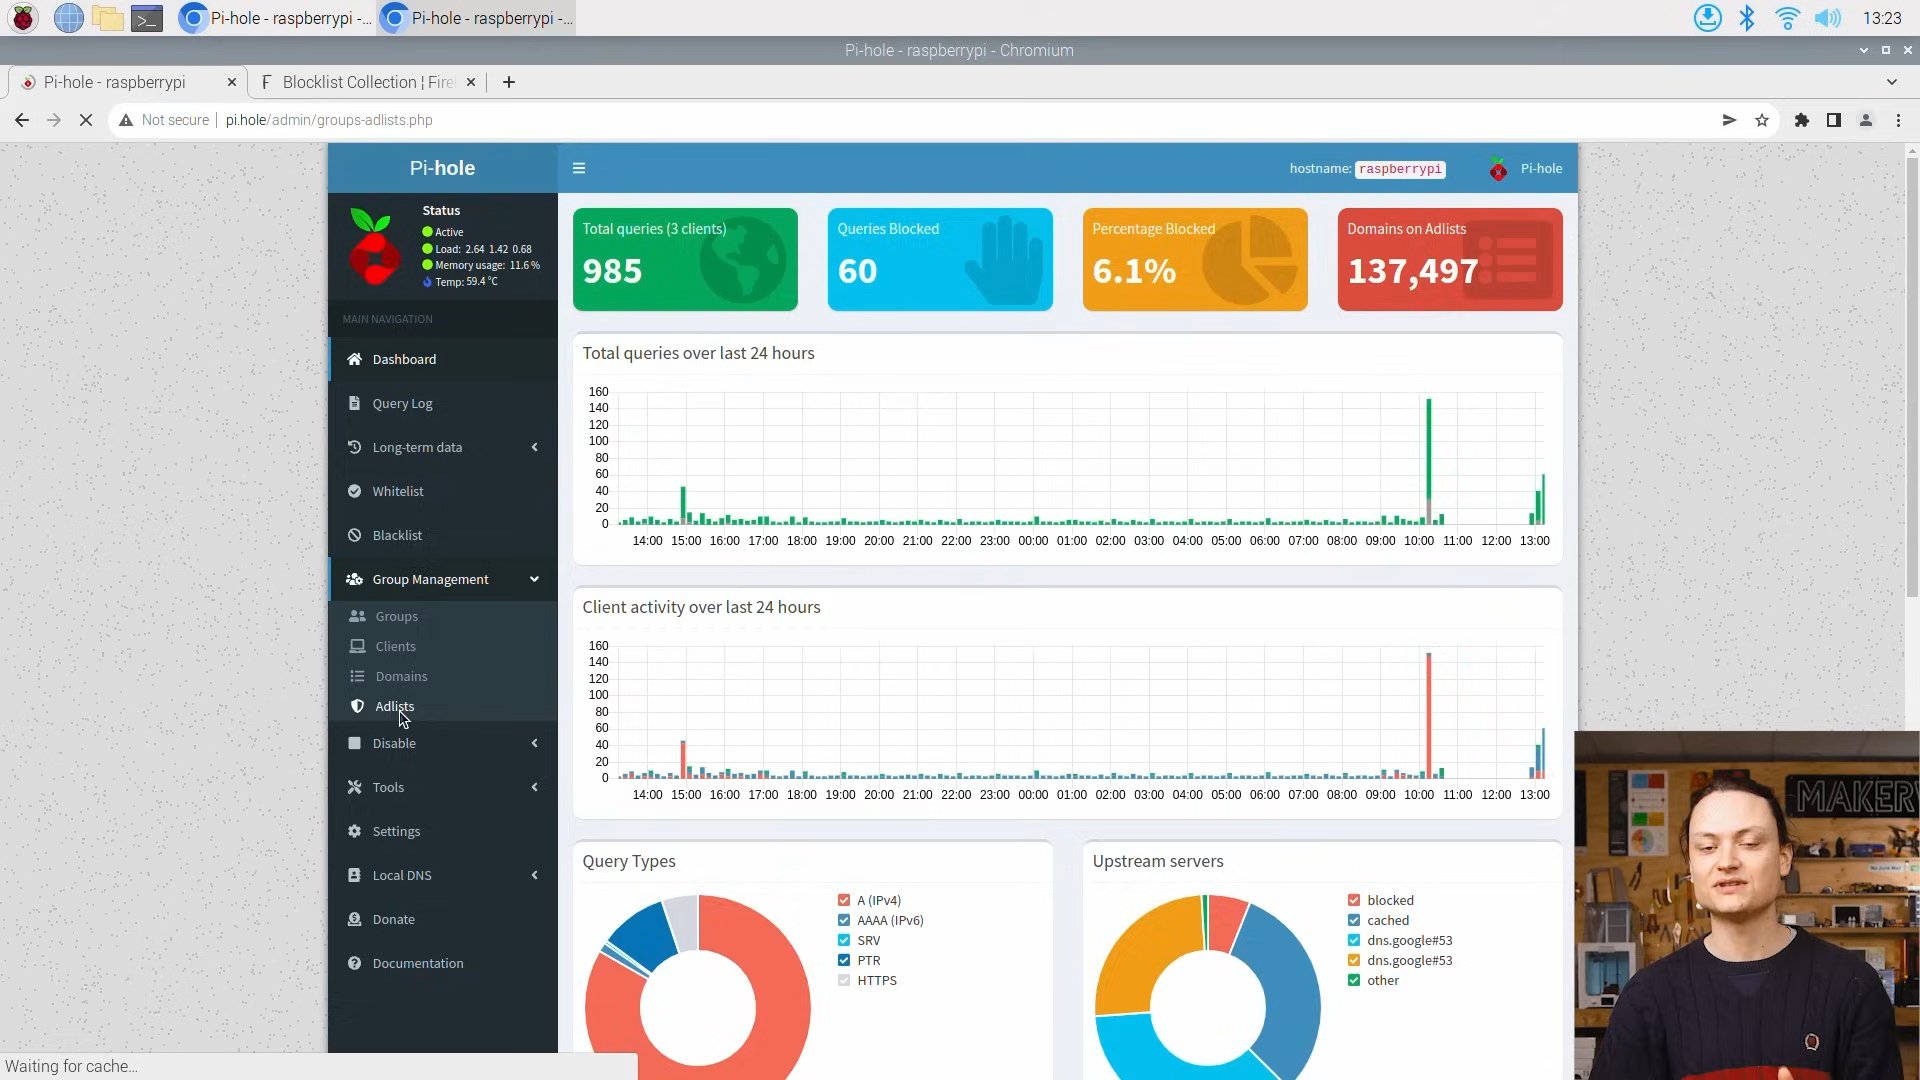 Pi-hole - raspberrypi -...
Pi-hole - raspberrypi -...
13:23
Pi-hole - raspberrypi - Chromium
Pi-hole - raspberrypi
Blocklist Collection ¦ Fire
Not secure
pi.hole/admin/groups-adlists.php
Pi-hole
hostname: raspberrypi
Pi-hole
Status
Active
Load: 2.64 1.42 0.68
Memory usage: 11.6 %
Temp: 59.4 °C
MAIN NAVIGATION
Dashboard
Query Log
Long-term data
Whitelist
Blacklist
Group Management
Groups
Clients
Domains
Adlists
Disable
Tools
Settings
Local DNS
Donate
Documentation
Total queries (3 clients)
985
Queries Blocked
60
Percentage Blocked
6.1%
Domains on Adlists
137,497
Total queries over last 24 hours
160
140
120
100
80
60
40
20
0
14:00 15:00 16:00 17:00 18:00 19:00 20:00 21:00 22:00 23:00 00:00 01:00 02:00 03:00 04:00 05:00 06:00 07:00 08:00 09:00 10:00 11:00 12:00 13:00
Client activity over last 24 hours
160
140
120
100
80
60
40
20
0
14:00 15:00 16:00 17:00 18:00 19:00 20:00 21:00 22:00 23:00 00:00 01:00 02:00 03:00 04:00 05:00 06:00 07:00 08:00 09:00 10:00 11:00 12:00 13:00
Query Types
A (IPv4)
AAAA (IPv6)
SRV
PTR
HTTPS
Upstream servers
blocked
cached
dns.google#53
dns.google#53
other
MAKERV
Waiting for cache...